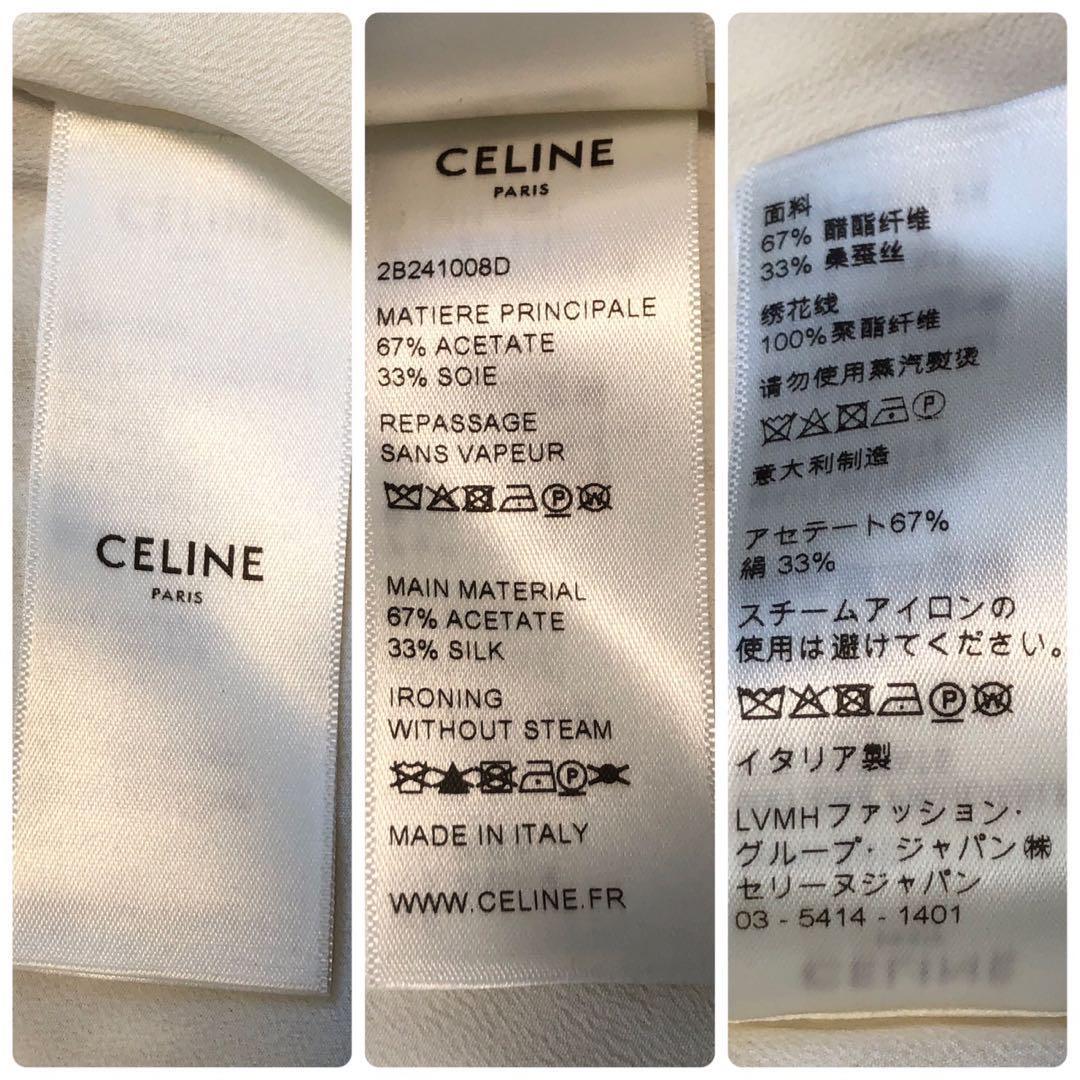 CELINE
PARIS
CELINE
PARIS
2B241008D
MATIERE PRINCIPALE
67% ACETATE
33% SOIE
REPASSAGE
SANS VAPEUR
P W
MAIN MATERIAL
67% ACETATE
33% SILK
IRONING
WITHOUT STEAM
P
MADE IN ITALY
WWW.CELINE.FR
面料
67% 醋酯纤维
33% 桑蚕丝
绣花线
100%聚酯纤维
请勿使用蒸汽熨烫
P
意大利制造
アセテート67%
絹 33%
スチームアイロンの
使用は避けてください。
P W
イタリア製
LVMHファッション・
グループ・ジャパン㈱
セリーヌジャパン
03 - 5414 - 1401